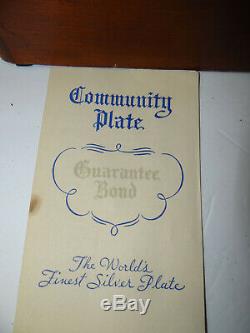 Community
Plate
Guarantee
Bond
The World's
Finest Silver Plate